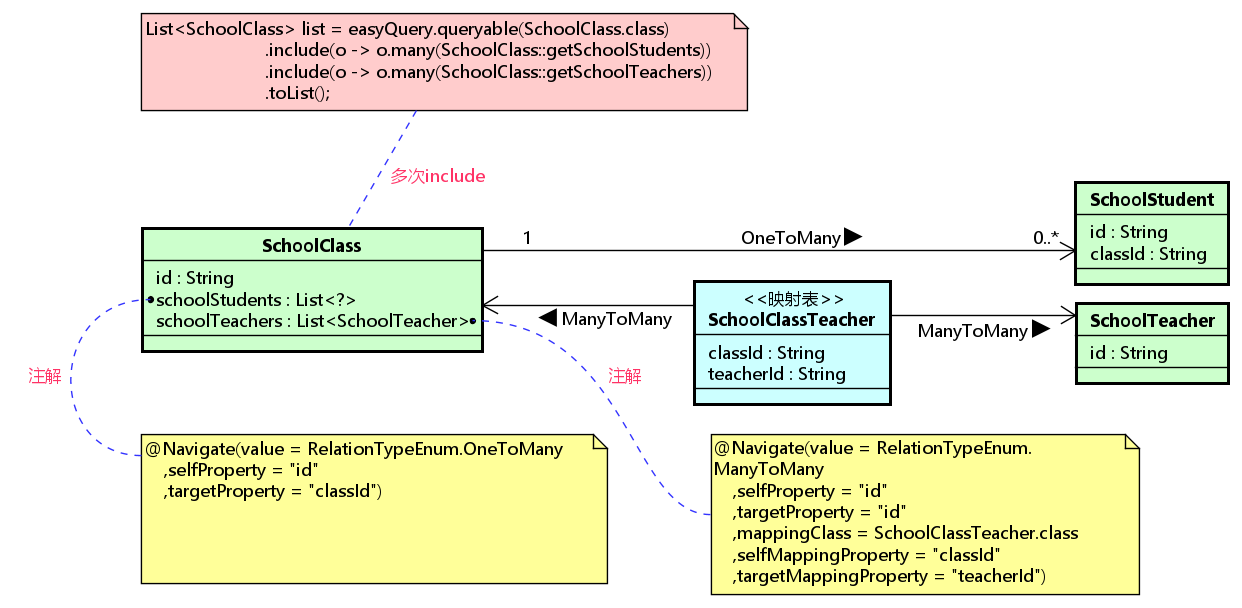 List<SchoolClass> list = easyQuery.queryable(SchoolClass.class)
.include(o -> o.many(SchoolClass::getSchoolStudents))
.include(o -> o.many(SchoolClass::getSchoolTeachers))
.toList();
多次include
SchoolClass
id : String
schoolStudents : List<?>
schoolTeachers : List<SchoolTeacher>
1
OneToMany
0..*
SchoolStudent
id : String
classId : String
ManyToMany
<<映射表>>
SchoolClassTeacher
classId : String
teacherId : String
ManyToMany
SchoolTeacher
id : String
注解
注解
@Navigate(value = RelationTypeEnum.OneToMany
,selfProperty = "id"
,targetProperty = "classId")
@Navigate(value = RelationTypeEnum.
ManyToMany
,selfProperty = "id"
,targetProperty = "id"
,mappingClass = SchoolClassTeacher.class
,selfMappingProperty = "classId"
,targetMappingProperty = "teacherId")